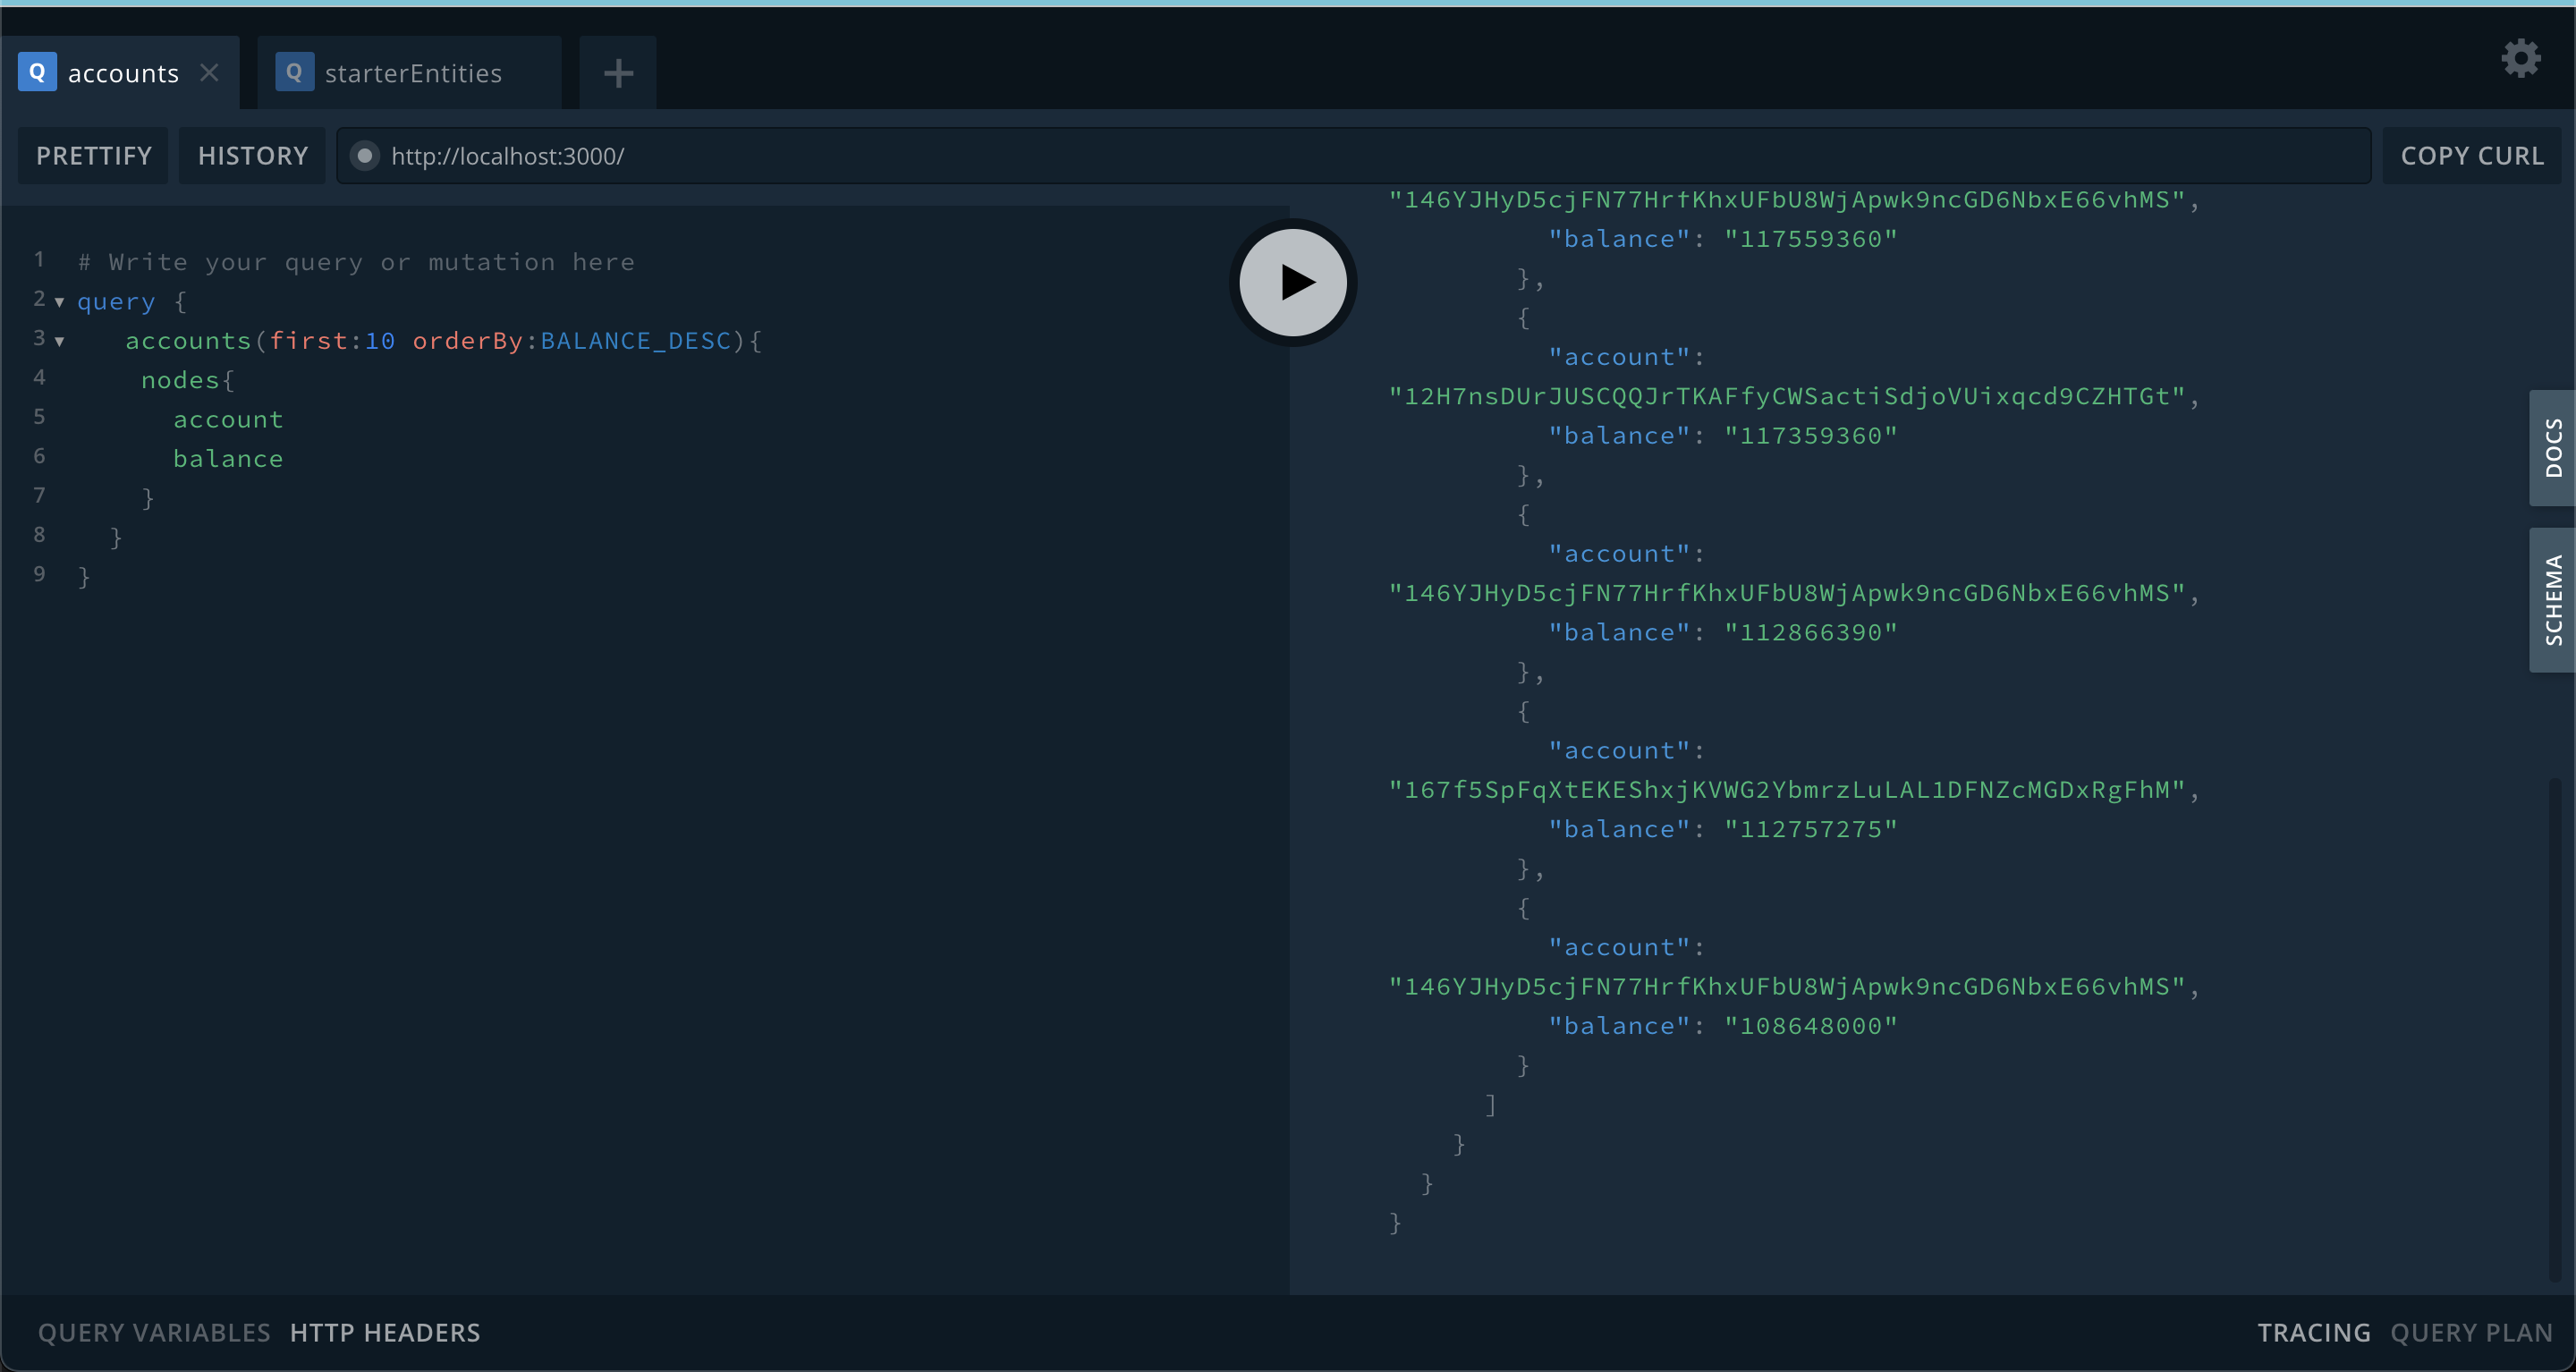 Q accounts × Q starterEntities +
PRETTIFY HISTORY http://localhost:3000/ COPY CURL
1 # Write your query or mutation here
2 query {
3 accounts(first:10 orderBy:BALANCE_DESC){
4 nodes{
5 account
6 balance
7 }
8 }
9 }
"146YJHyD5cjFN77HrfKhxUFbU8WjApwk9ncGD6NbxE66vhMS",
"balance": "117559360"
},
{
"account":
"12H7nsDUrJUSCQQJrTKAFfyCWSactiSdjoVUixqcd9CZHTGt",
"balance": "117359360"
},
{
"account":
"146YJHyD5cjFN77HrfKhxUFbU8WjApwk9ncGD6NbxE66vhMS",
"balance": "112866390"
},
{
"account":
"167f5SpFqXtEKEShxjKVWG2YbmrzLuLAL1DFNZcMGDxRgFhM",
"balance": "112757275"
},
{
"account":
"146YJHyD5cjFN77HrfKhxUFbU8WjApwk9ncGD6NbxE66vhMS",
"balance": "108648000"
}
]
}
}
}
DOCS
SCHEMA
QUERY VARIABLES HTTP HEADERS TRACING QUERY PLAN